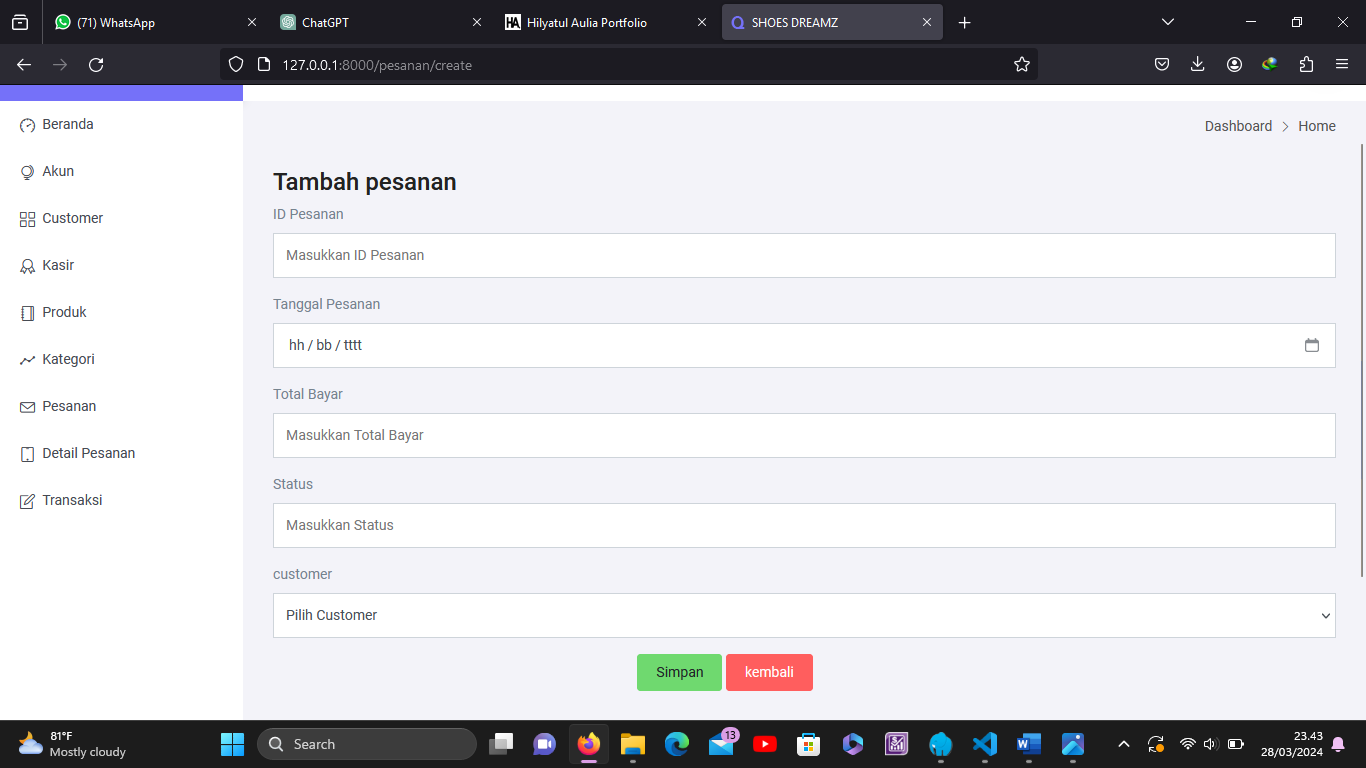 (71) WhatsApp
ChatGPT
HA Hilyatul Aulia Portfolio
SHOES DREAMZ
127.0.0.1:8000/pesanan/create
Beranda
Akun
Customer
Kasir
Produk
Kategori
Pesanan
Detail Pesanan
Transaksi
Dashboard > Home
Tambah pesanan
ID Pesanan
Masukkan ID Pesanan
Tanggal Pesanan
hh / bb / tttt
Total Bayar
Masukkan Total Bayar
Status
Masukkan Status
customer
Pilih Customer
Simpan
kembali
81°F
Mostly cloudy
Search
13
23.43
28/03/2024